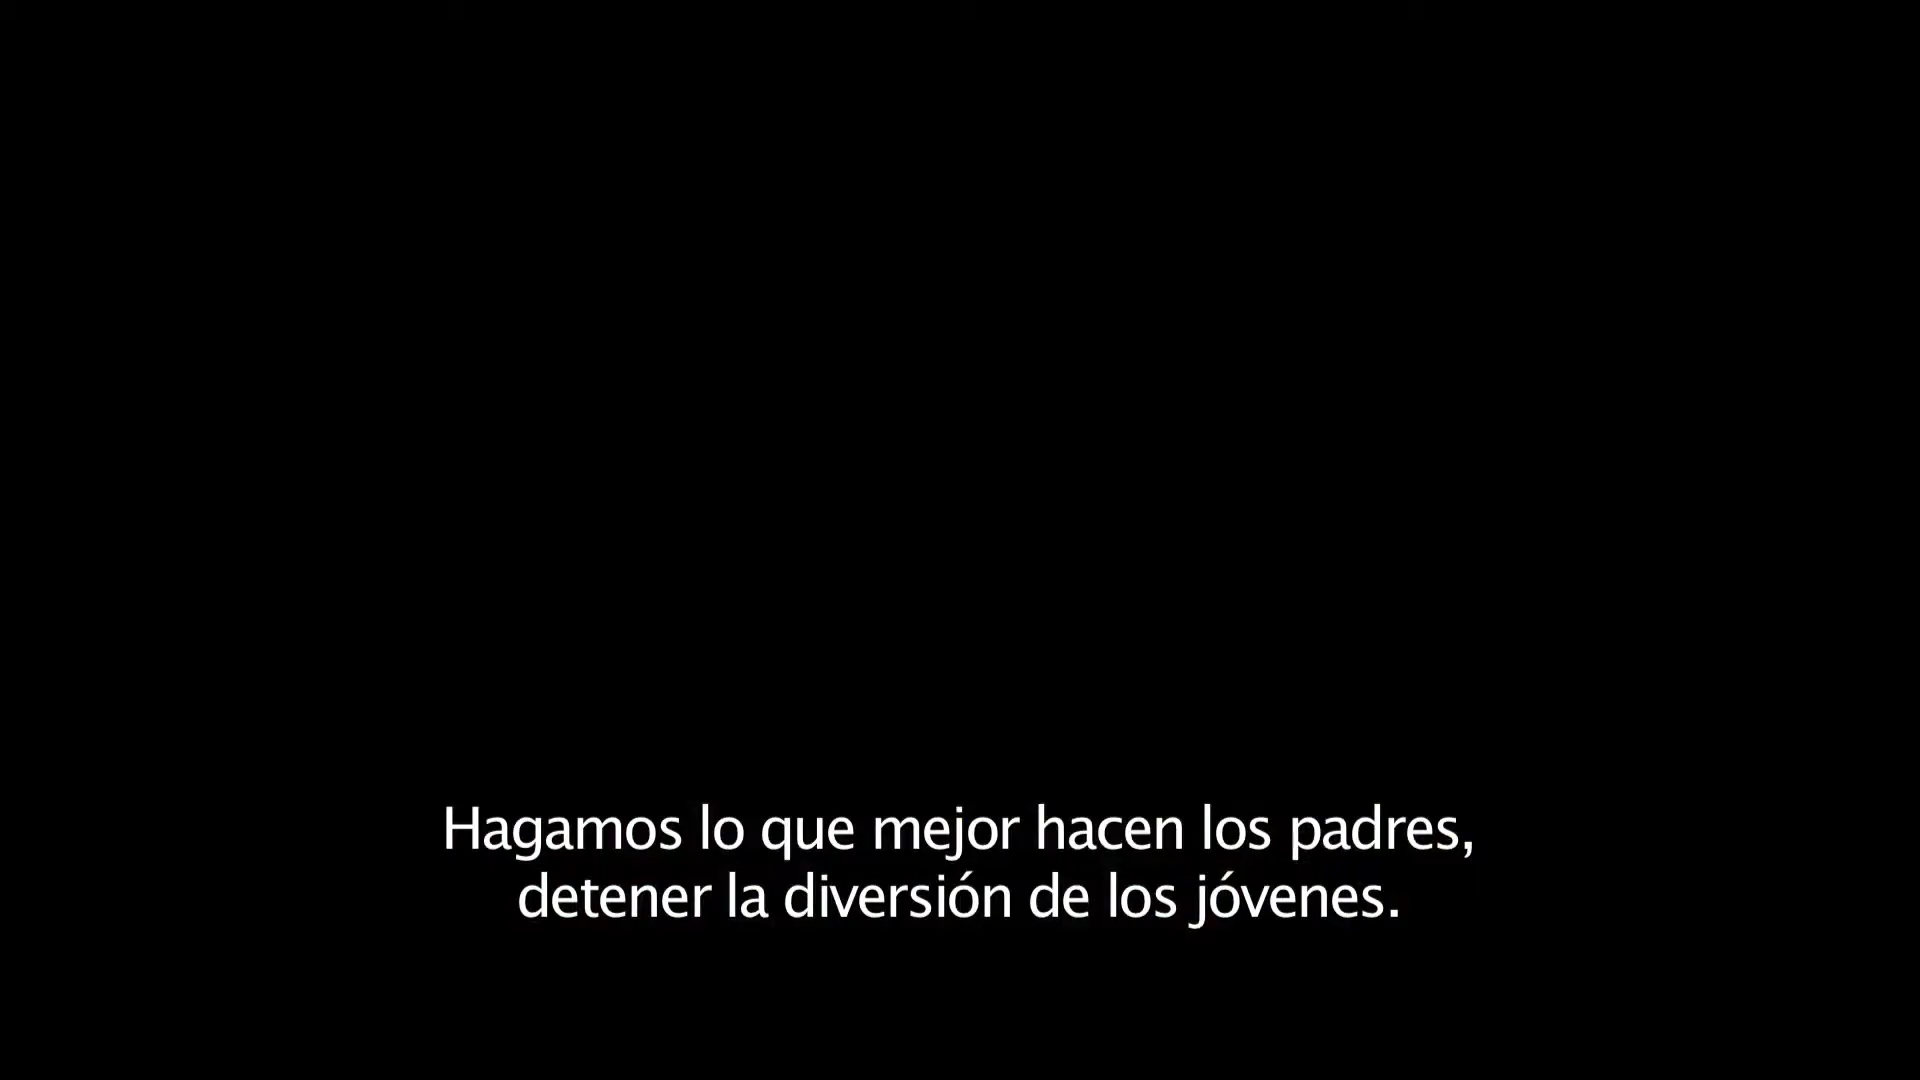 Hagamos lo que mejor hacen los padres,
detener la diversión de los jóvenes.